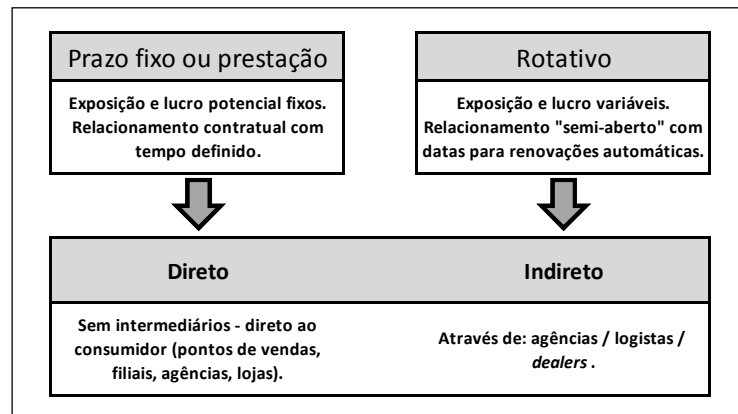 Prazo fixo ou prestação
Exposição e lucro potencial fixos.
Relacionamento contratual com
tempo definido.
Rotativo
Exposição e lucro variáveis.
Relacionamento "semi-aberto" com
datas para renovações automáticas.
Direto
Sem intermediários - direto ao
consumidor (pontos de vendas,
filiais, agências, lojas).
Indireto
Através de: agências / logistas /
dealers .